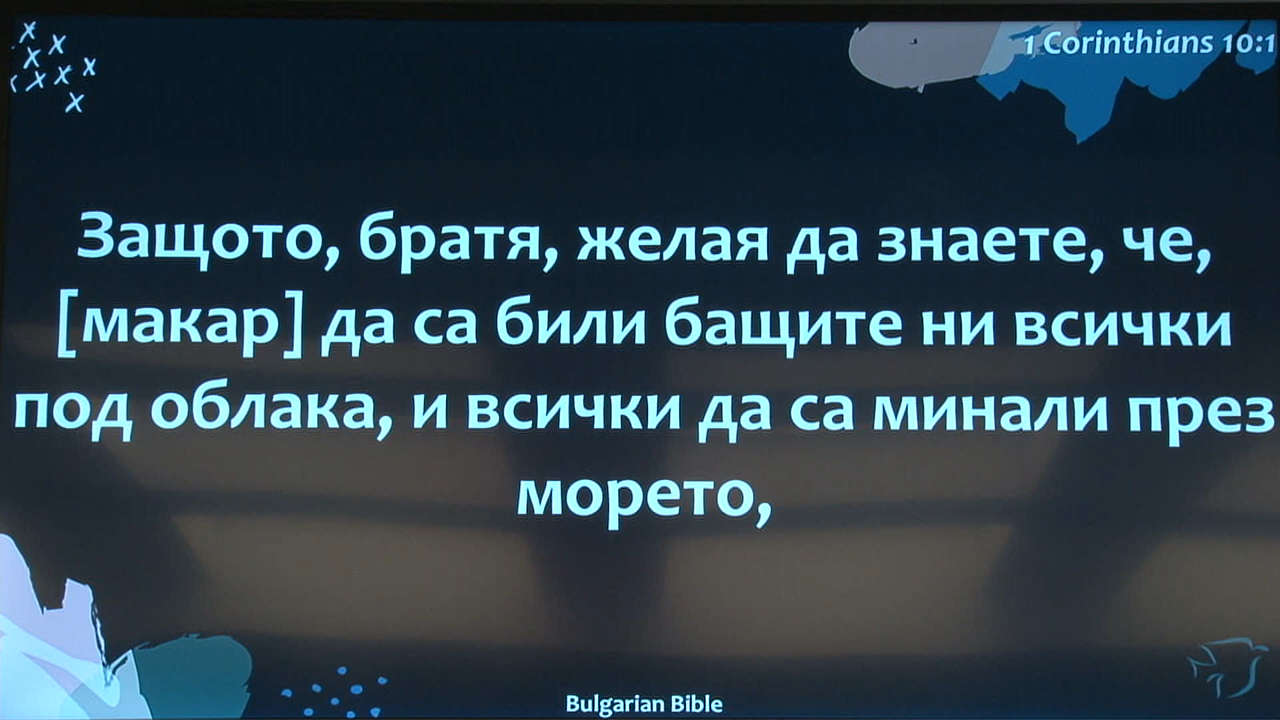 1 Corinthians 10:1
Защото, братя, желая да знаете, че,
[макар] да са били бащите ни всички
под облака, и всички да са минали през
морето,
Bulgarian Bible